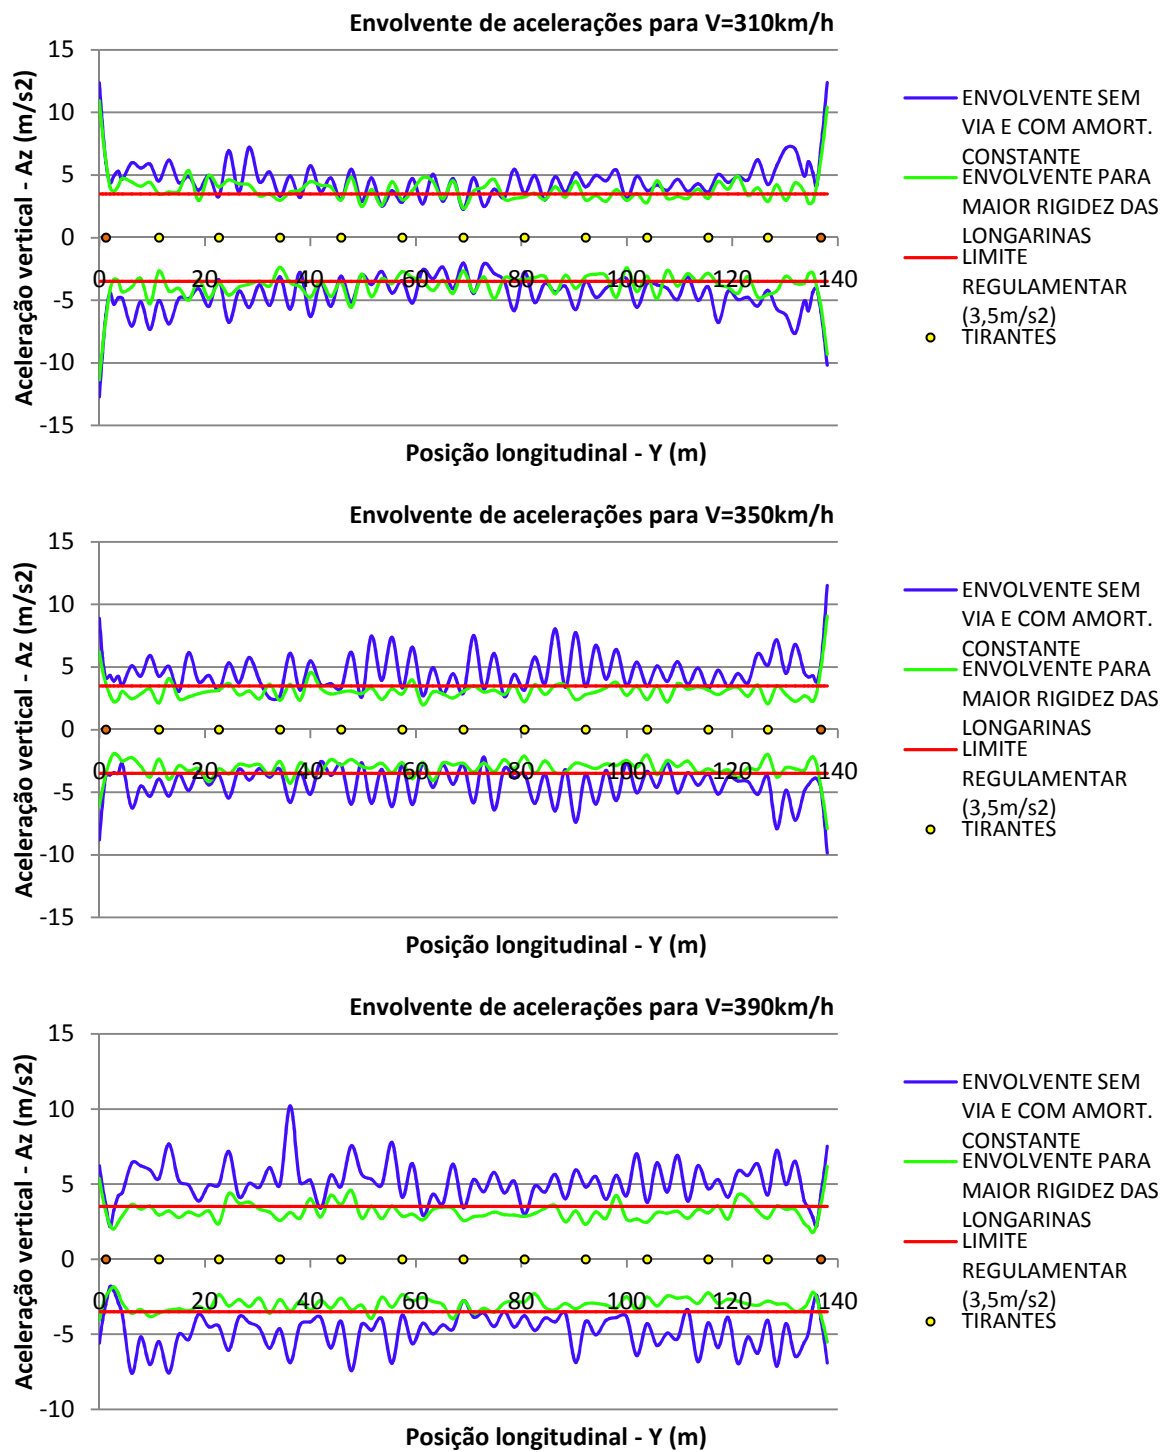 Envolvente de acelerações para V=310km/h
Aceleração vertical - Az (m/s2)
15
10
5
0
-5
-10
-15
0 20 40 60 80 100 120 140
Posição longitudinal - Y (m)
ENVOLVENTE SEM
VIA E COM AMORT.
CONSTANTE
ENVOLVENTE PARA
MAIOR RIGIDEZ DAS
LONGARINAS
LIMITE
REGULAMENTAR
(3,5m/s2)
TIRANTES
Envolvente de acelerações para V=350km/h
Aceleração vertical - Az (m/s2)
15
10
5
0
-5
-10
-15
0 20 40 60 80 100 120 140
Posição longitudinal - Y (m)
ENVOLVENTE SEM
VIA E COM AMORT.
CONSTANTE
ENVOLVENTE PARA
MAIOR RIGIDEZ DAS
LONGARINAS
LIMITE
REGULAMENTAR
(3,5m/s2)
TIRANTES
Envolvente de acelerações para V=390km/h
Aceleração vertical - Az (m/s2)
15
10
5
0
-5
-10
0 20 40 60 80 100 120 140
Posição longitudinal - Y (m)
ENVOLVENTE SEM
VIA E COM AMORT.
CONSTANTE
ENVOLVENTE PARA
MAIOR RIGIDEZ DAS
LONGARINAS
LIMITE
REGULAMENTAR
(3,5m/s2)
TIRANTES